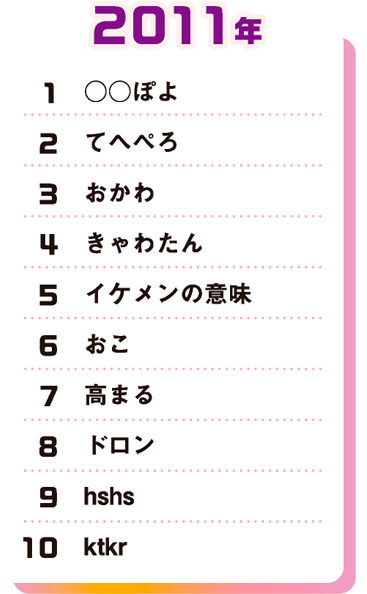 2011年
1 ○○ぽよ
2 てへぺろ
3 おかわ
4 きゃわたん
5 イケメンの意味
6 おこ
7 高まる
8 ドロン
9 hshs
10 ktkr